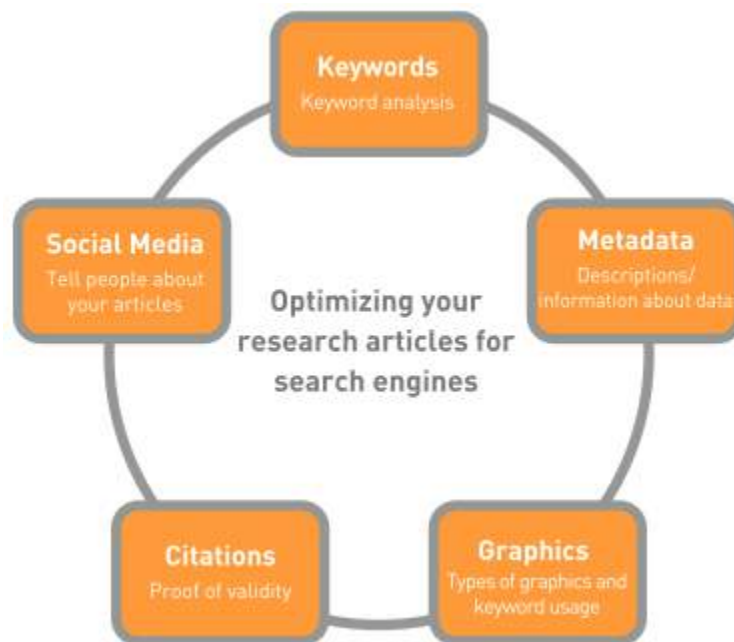 Keywords
Keyword analysis
Metadata
Descriptions/
information about data
Graphics
Types of graphics and
keyword usage
Citations
Proof of validity
Social Media
Tell people about
your articles
Optimizing your
research articles for
search engines